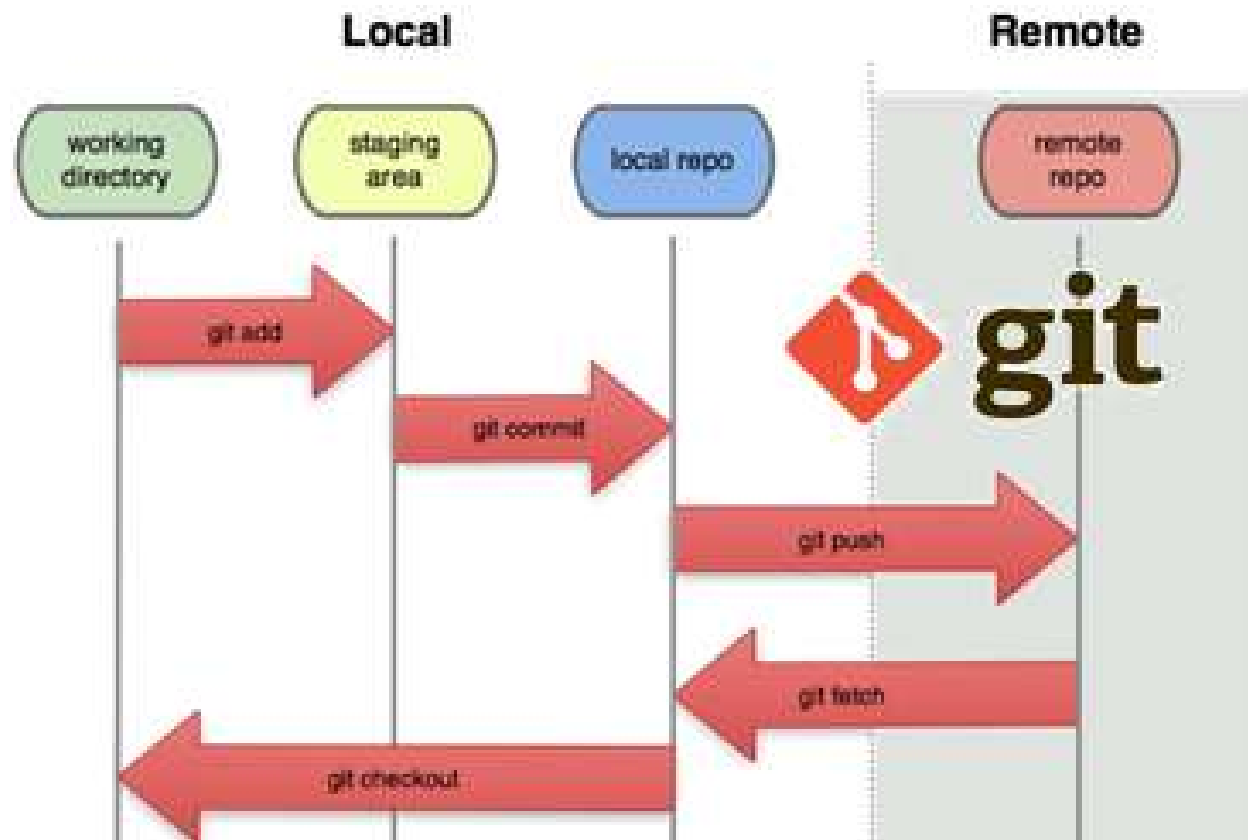 Local
Remote
working
directory
staging
area
local repo
remote
repo
git add
git
git commit
git push
git fetch
git checkout